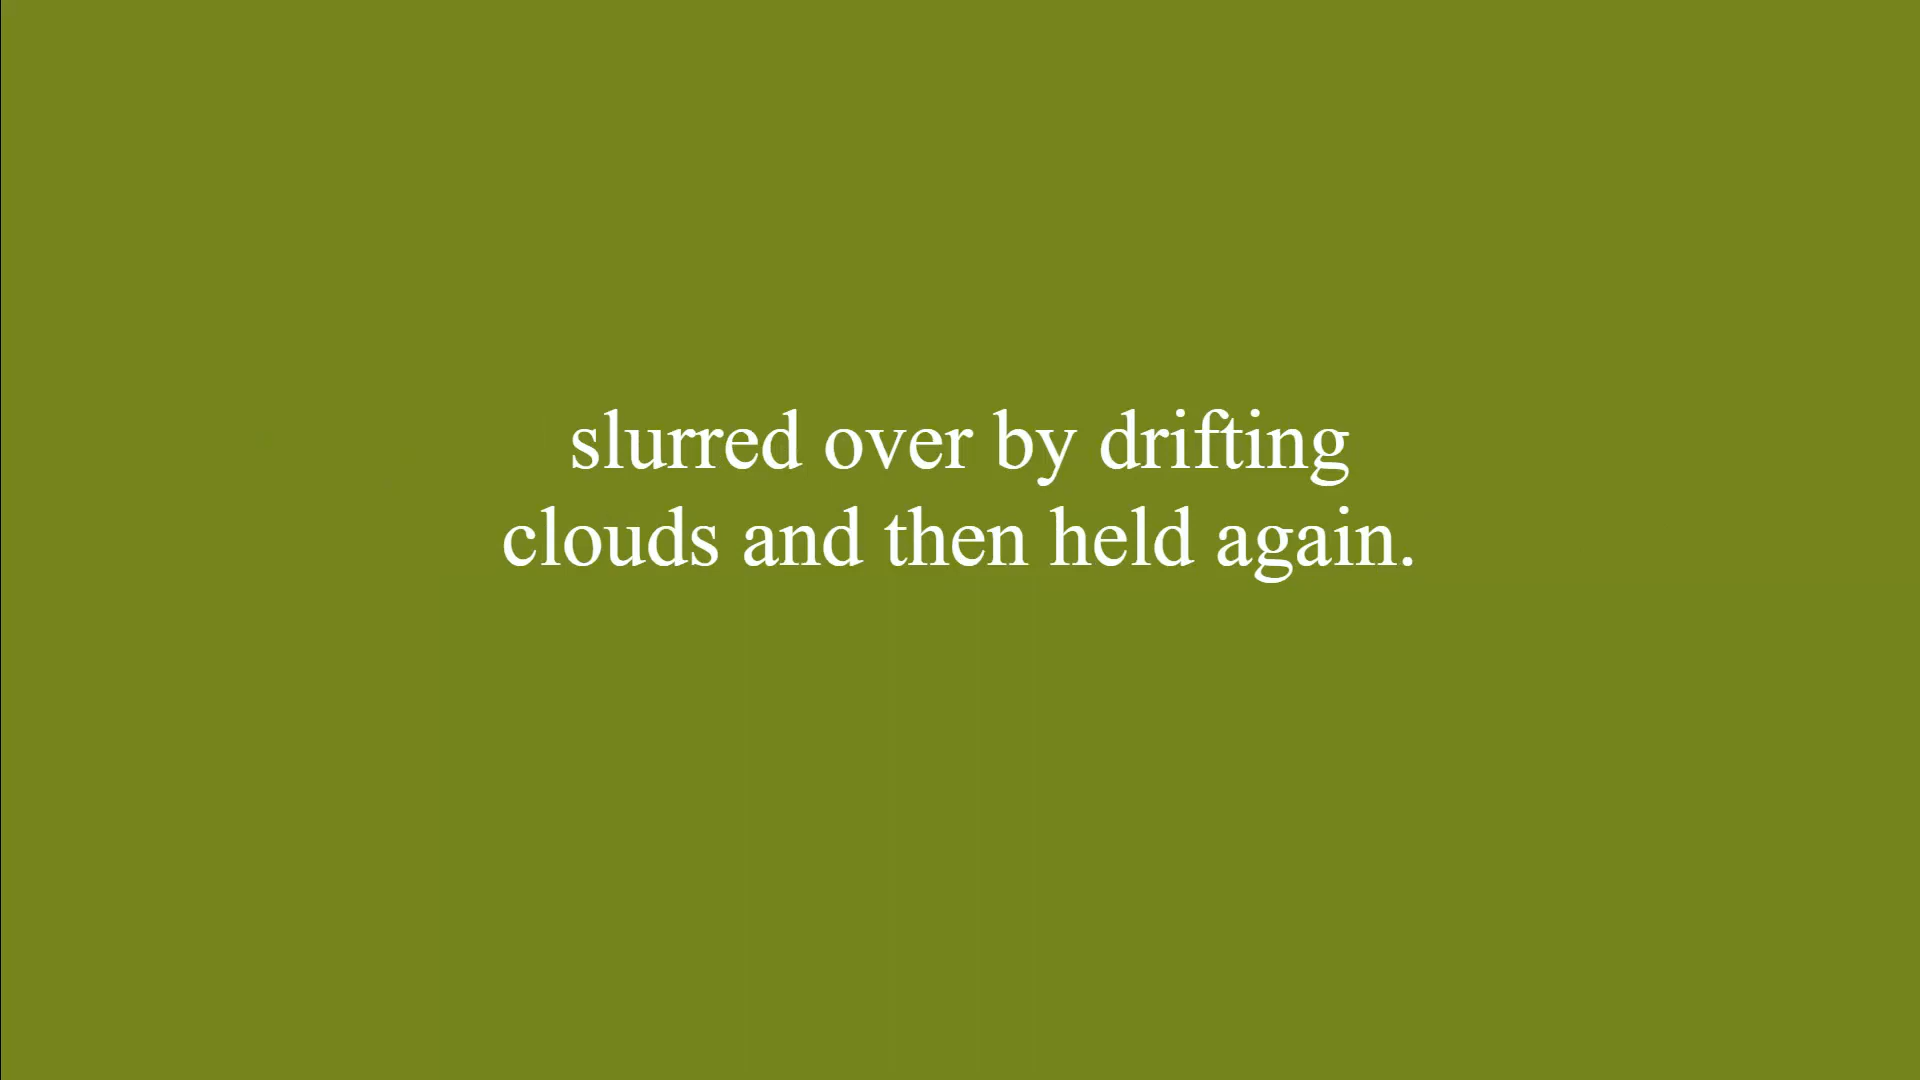 slurred over by drifting
clouds and then held again.